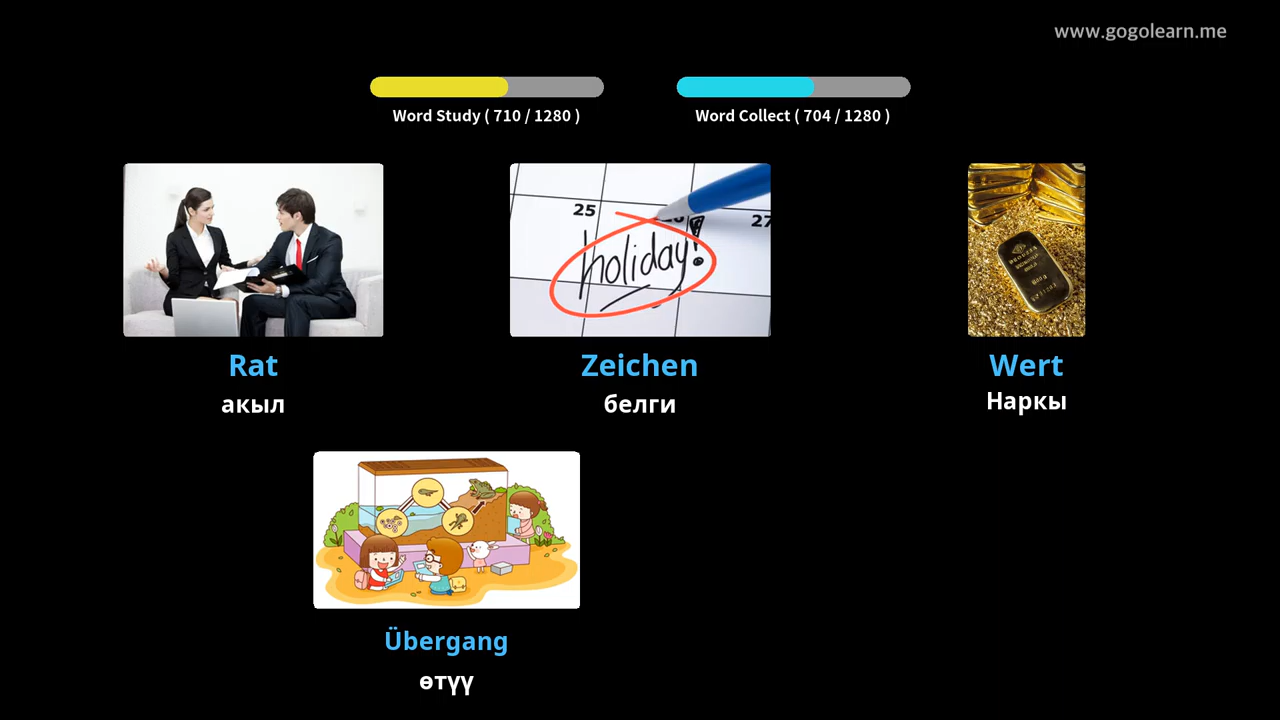 www.gogolearn.me
Word Study ( 710 / 1280 )
Word Collect ( 704 / 1280 )
25
27
holiday!
Rat
Zeichen
Wert
акыл
белги
Наркы
Übergang
өтүү